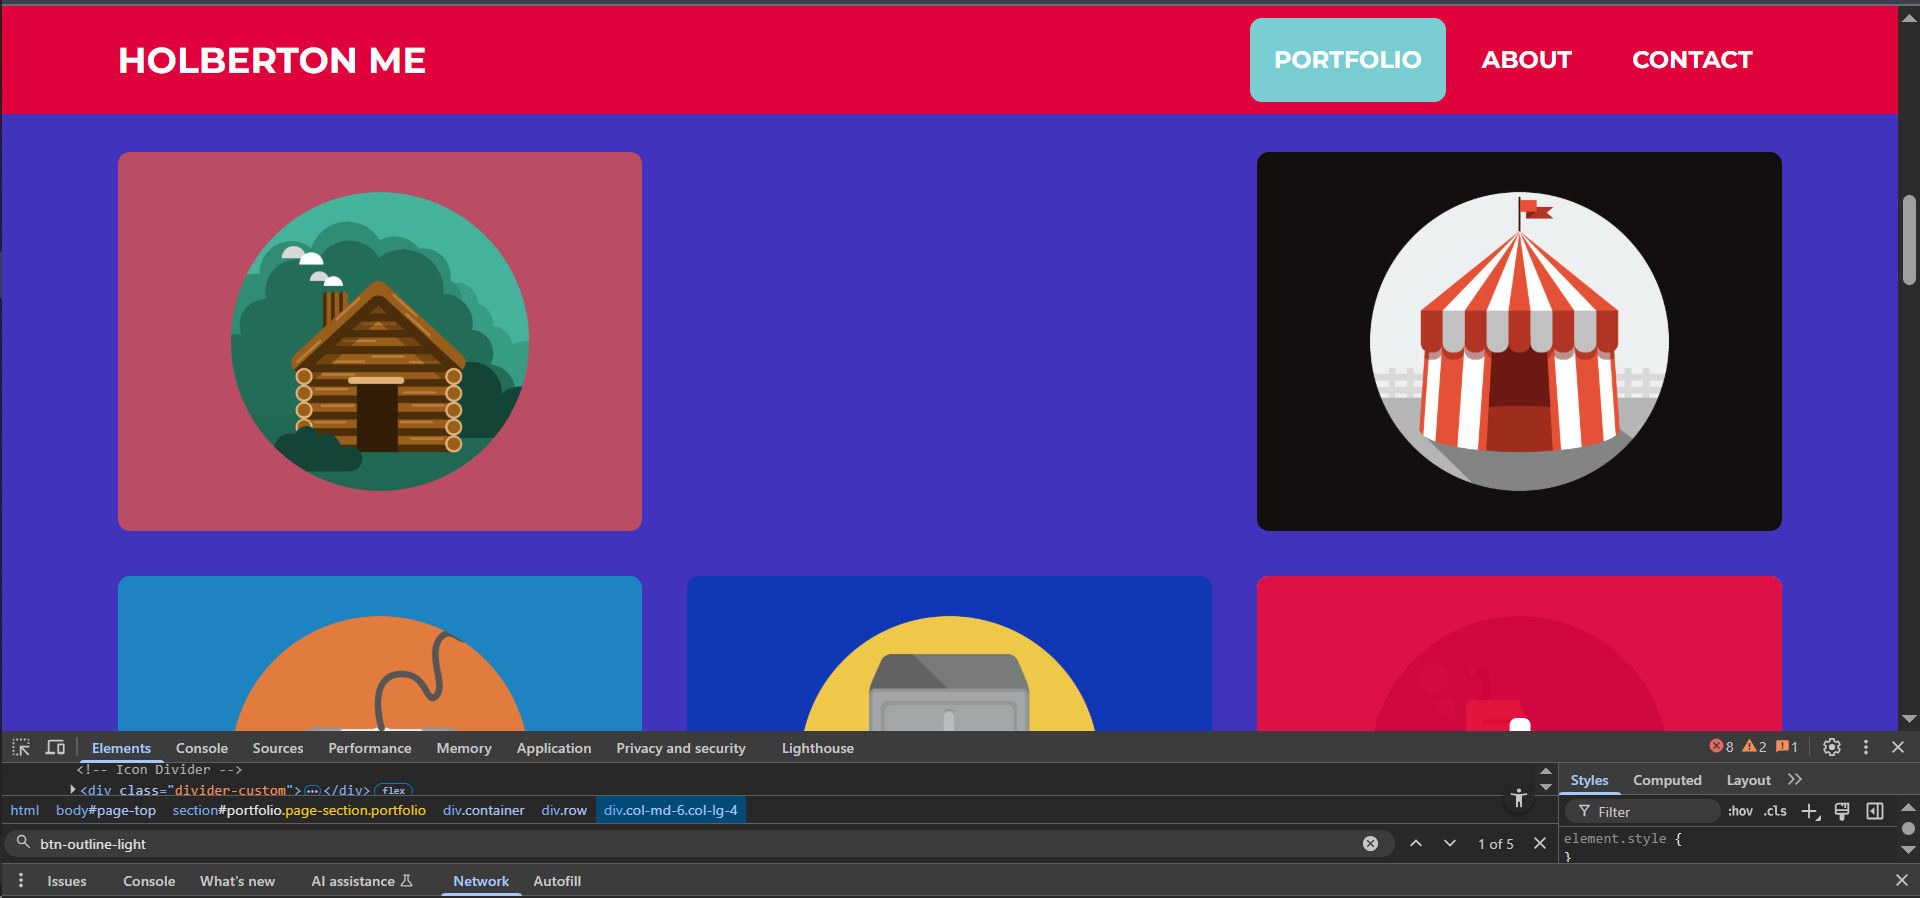 HOLBERTON ME
PORTFOLIO ABOUT CONTACT
Elements Console Sources Performance Memory Application Privacy and security Lighthouse 8 2 1
<!-- Icon Divider -->
<div class="divider-custom">…</div> flex
html body#page-top section#portfolio.page-section.portfolio div.container div.row div.col-md-6.col-lg-4
btn-outline-light 1 of 5
Styles Computed Layout
Filter :hov .cls
element.style {
}
Issues Console What's new AI assistance Network Autofill